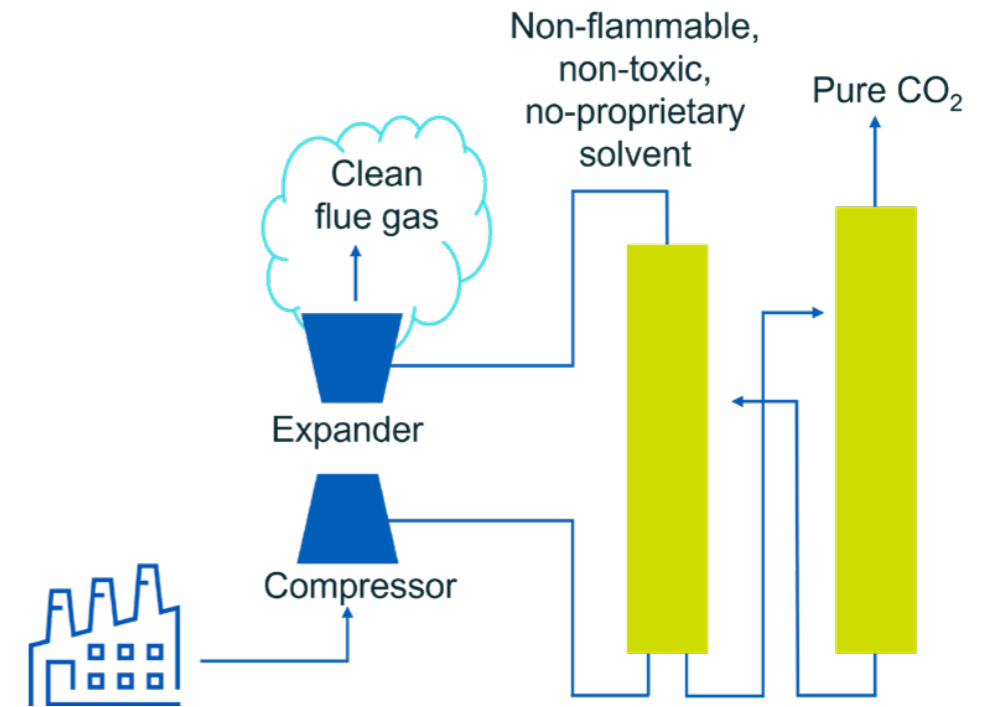 Non-flammable,
non-toxic,
no-proprietary
solvent
Pure CO₂
Clean
flue gas
Expander
Compressor